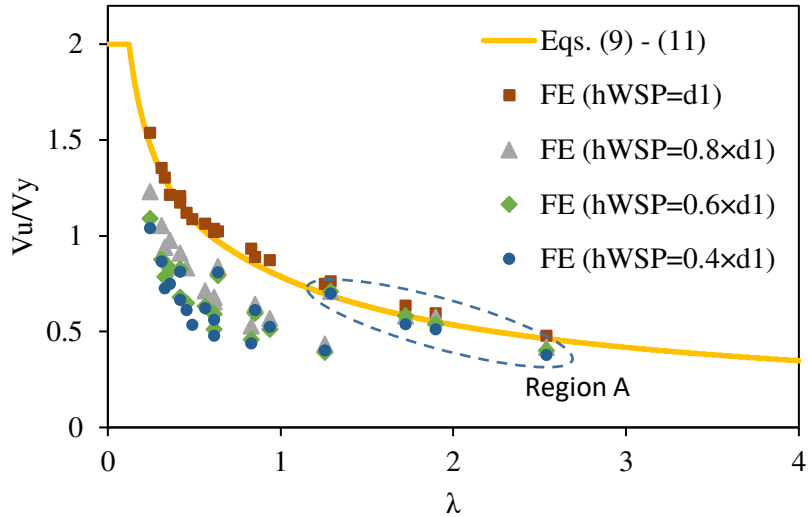 2
1.5
1
0.5
0
Vu/Vy
Eqs. (9) - (11)
FE (hWSP=d1)
FE (hWSP=0.8×d1)
FE (hWSP=0.6×d1)
FE (hWSP=0.4×d1)
Region A
0 1 2 3 4
λ